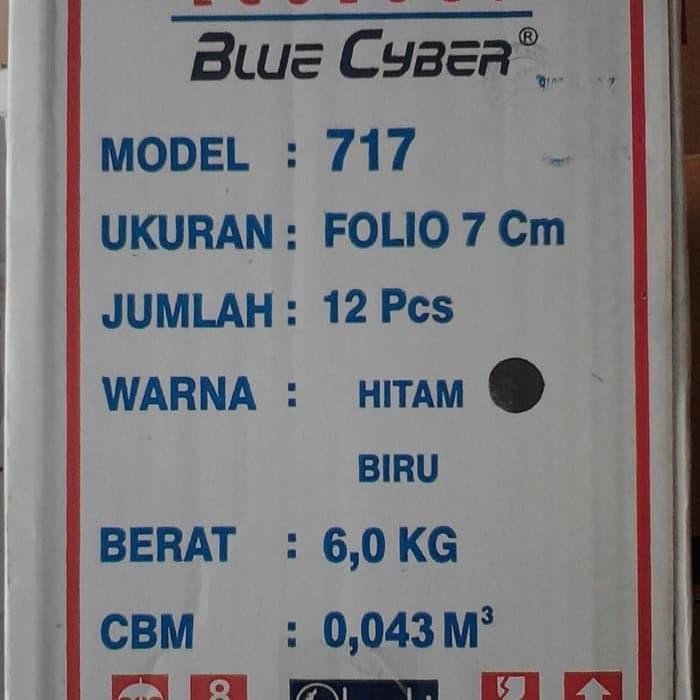 BLUE CYBER®
MODEL : 717
UKURAN : FOLIO 7 Cm
JUMLAH : 12 Pcs
WARNA : HITAM
BIRU
BERAT : 6,0 KG
CBM : 0,043 M³
8